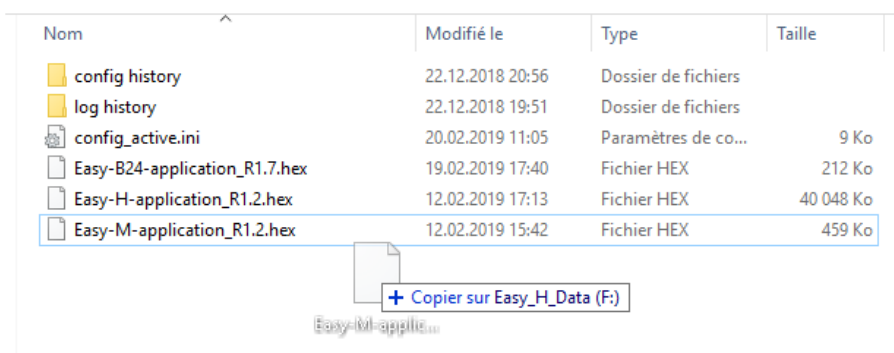 Nom Modifié le Type Taille
config history 22.12.2018 20:56 Dossier de fichiers
log history 22.12.2018 19:51 Dossier de fichiers
config_active.ini 20.02.2019 11:05 Paramètres de co... 9 Ko
Easy-B24-application_R1.7.hex 19.02.2019 17:40 Fichier HEX 212 Ko
Easy-H-application_R1.2.hex 12.02.2019 17:13 Fichier HEX 40 048 Ko
Easy-M-application_R1.2.hex 12.02.2019 15:42 Fichier HEX 459 Ko
+ Copier sur Easy_H_Data (F:)
Easy-M-applic...